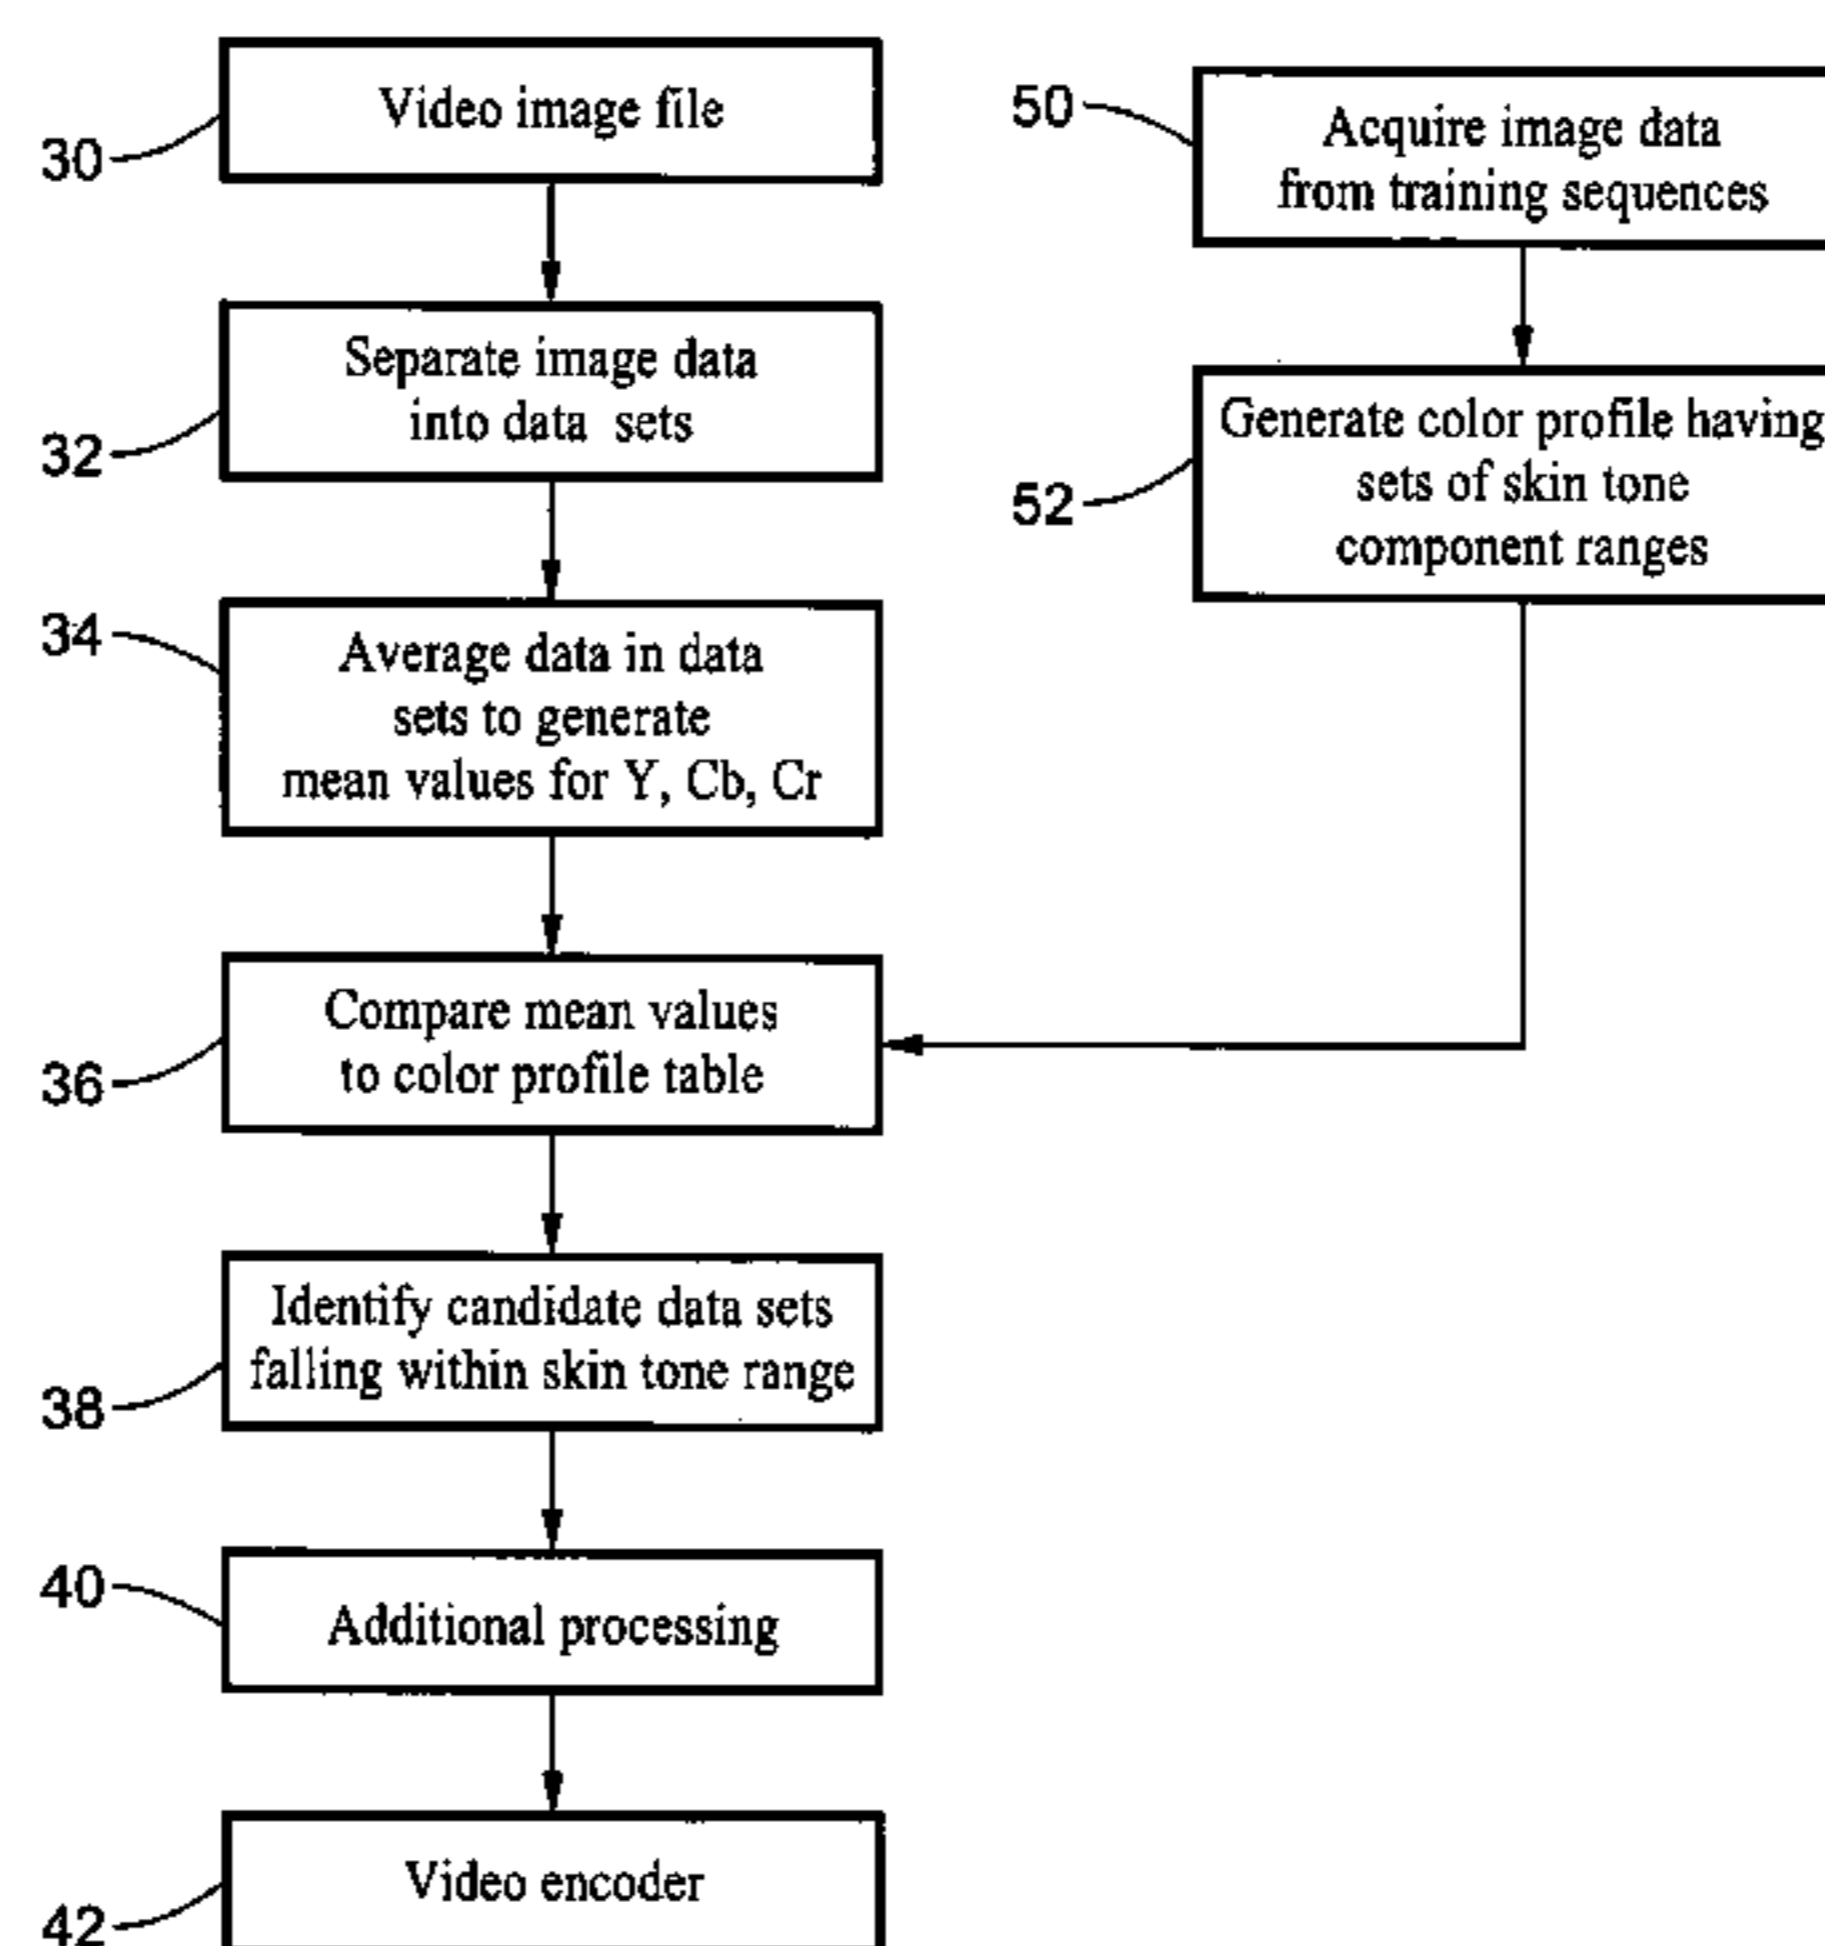 30
Video image file
32
Separate image data
into data sets
34
Average data in data
sets to generate
mean values for Y, Cb, Cr
36
Compare mean values
to color profile table
38
Identify candidate data sets
falling within skin tone range
40
Additional processing
42
Video encoder
50
Acquire image data
from training sequences
52
Generate color profile having
sets of skin tone
component ranges